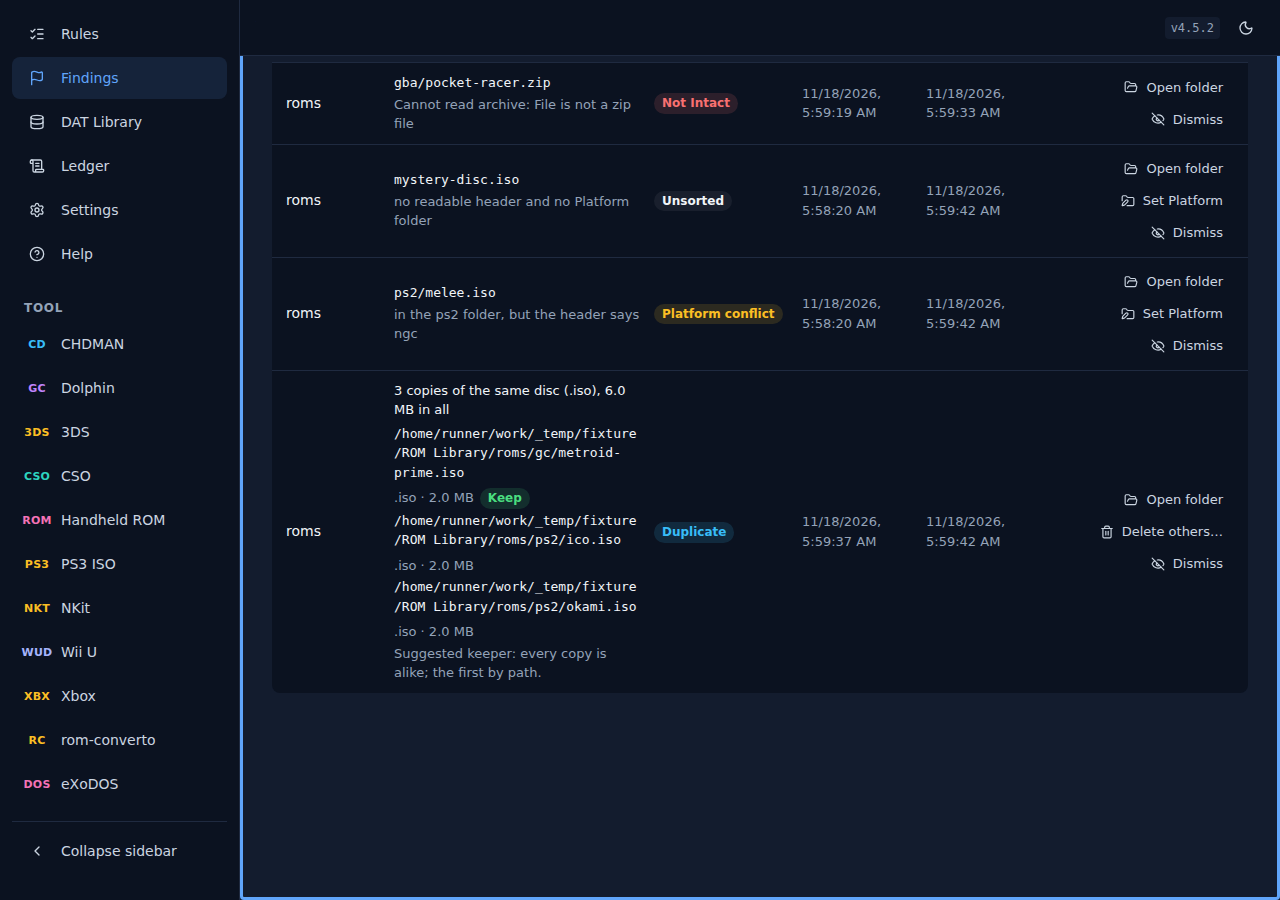 Rules
Findings
DAT Library
Ledger
Settings
Help
TOOL
CD CHDMAN
GC Dolphin
3DS 3DS
CSO CSO
ROM Handheld ROM
PS3 PS3 ISO
NKT NKit
WUD Wii U
XBX Xbox
RC rom-converto
DOS eXoDOS
Collapse sidebar
v4.5.2
roms
gba/pocket-racer.zip
Cannot read archive: File is not a zip
file
Not Intact
11/18/2026,
5:59:19 AM
11/18/2026,
5:59:33 AM
Open folder
Dismiss
roms
mystery-disc.iso
no readable header and no Platform
folder
Unsorted
11/18/2026,
5:58:20 AM
11/18/2026,
5:59:42 AM
Open folder
Set Platform
Dismiss
roms
ps2/melee.iso
in the ps2 folder, but the header says
ngc
Platform conflict
11/18/2026,
5:58:20 AM
11/18/2026,
5:59:42 AM
Open folder
Set Platform
Dismiss
roms
3 copies of the same disc (.iso), 6.0
MB in all
/home/runner/work/_temp/fixture
/ROM Library/roms/gc/metroid-
prime.iso
.iso · 2.0 MB Keep
/home/runner/work/_temp/fixture
/ROM Library/roms/ps2/ico.iso
.iso · 2.0 MB
/home/runner/work/_temp/fixture
/ROM Library/roms/ps2/okami.iso
.iso · 2.0 MB
Suggested keeper: every copy is
alike; the first by path.
Duplicate
11/18/2026,
5:59:37 AM
11/18/2026,
5:59:42 AM
Open folder
Delete others…
Dismiss